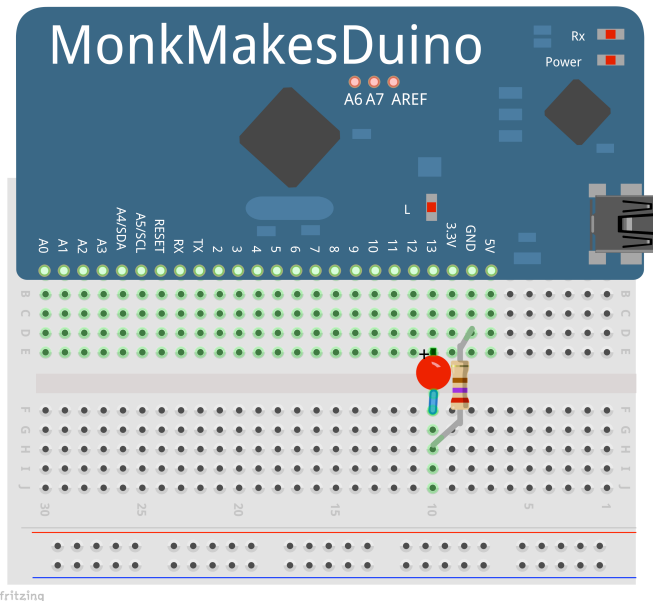 MonkMakesDuino
Rx
Power
A6 A7 AREF
L
A0 A1 A2 A3 A4/SDA A5/SCL RESET RX TX 2 3 4 5 6 7 8 9 10 11 12 13 3.3V GND 5V
B B
C C
D D
E E
+
F F
G G
H H
I I
J J
30 25 20 15 10 5 1
fritzing